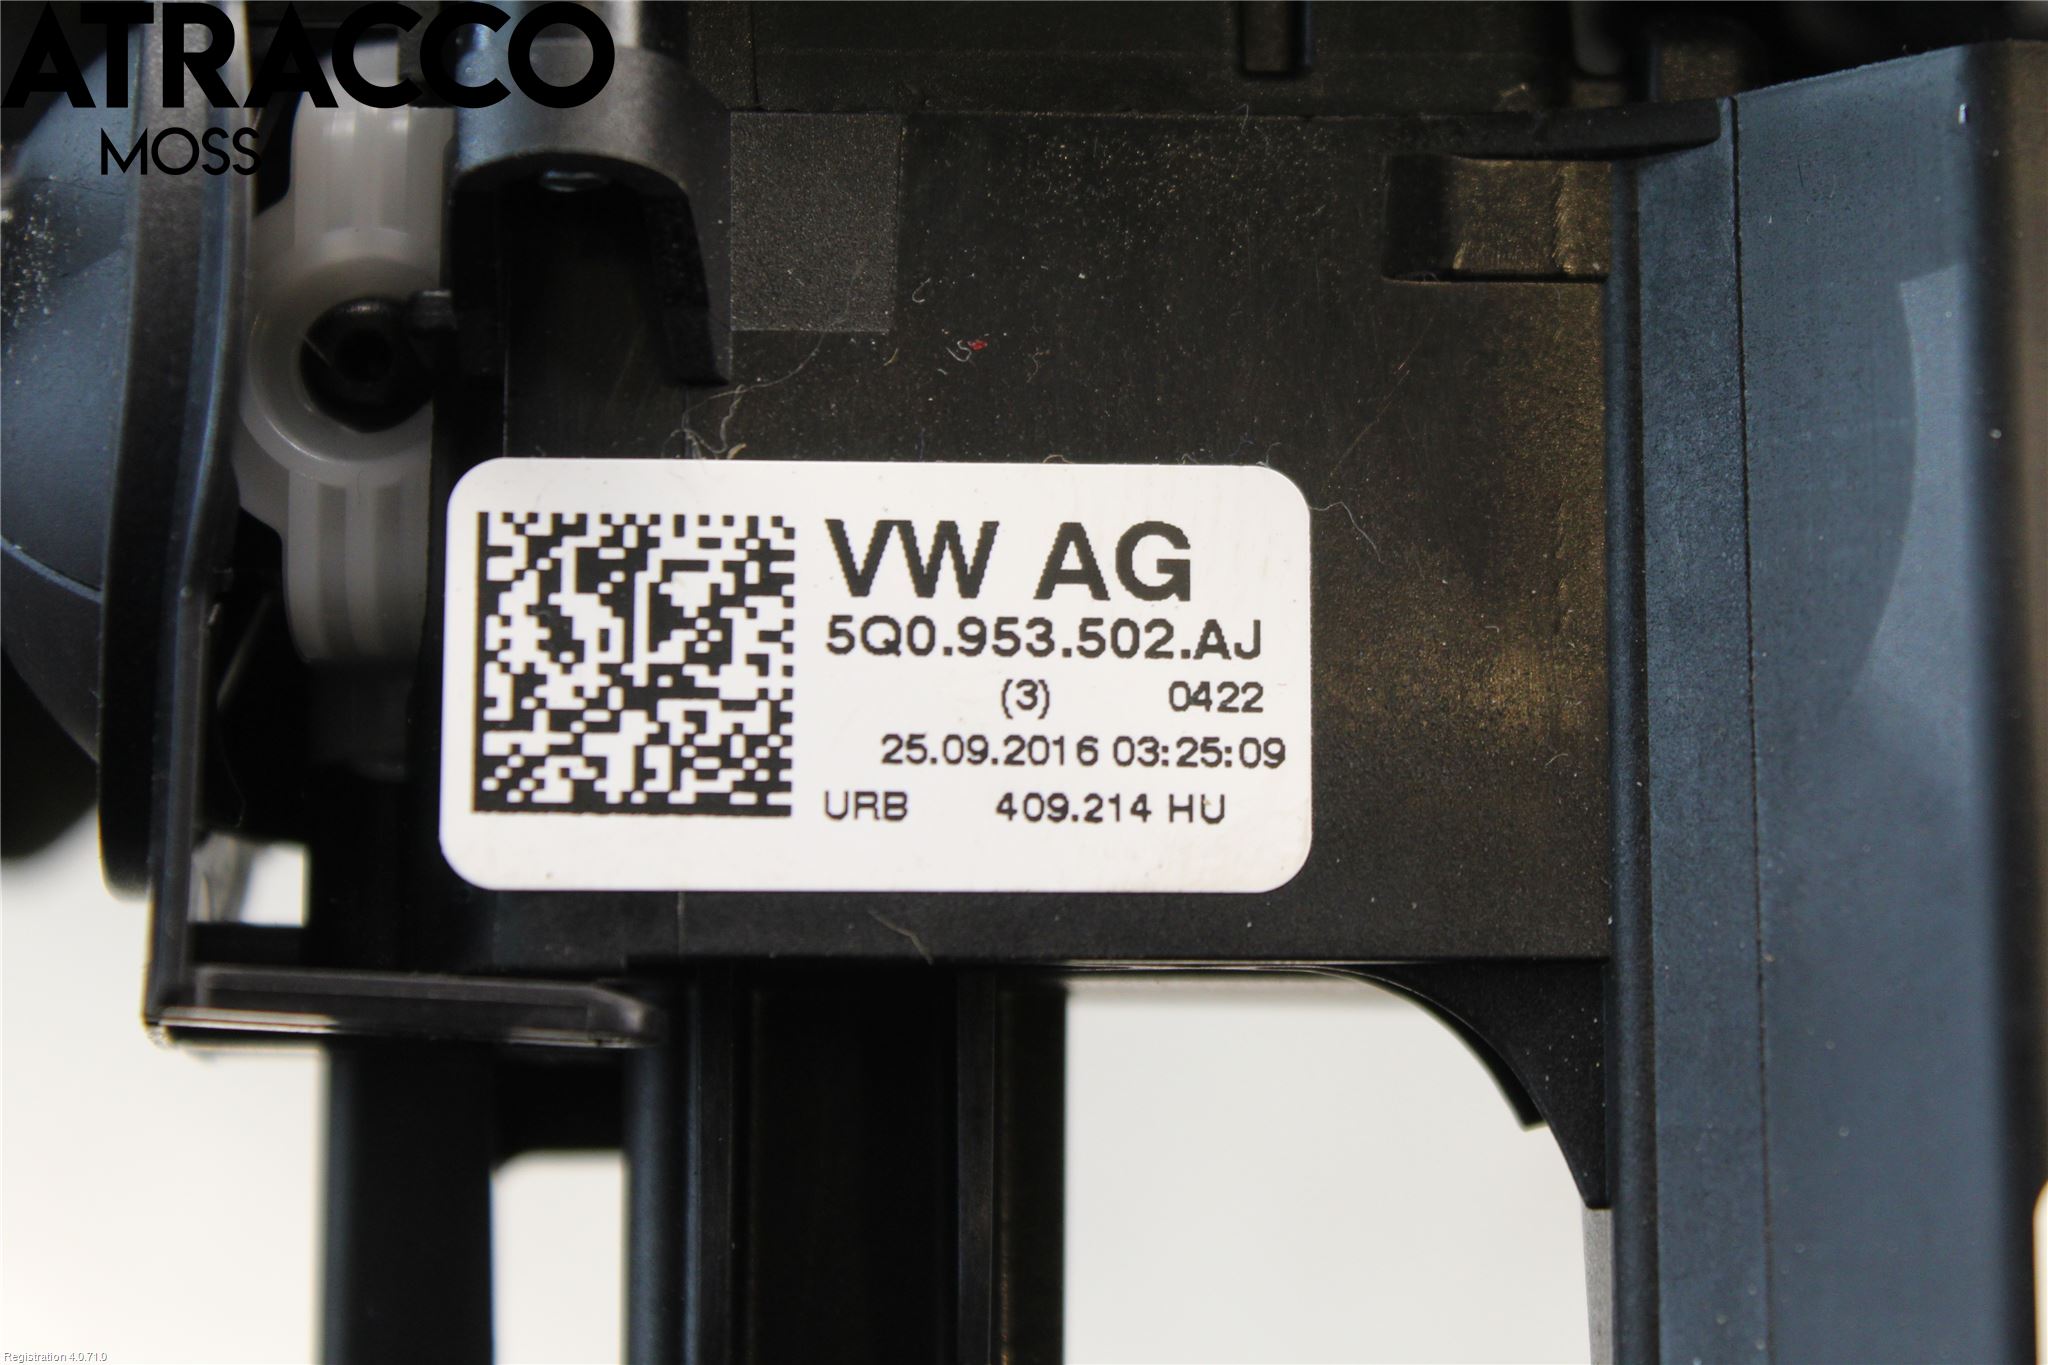 ATRACCO
MOSS
VW AG
5Q0.953.502.AJ
(3) 0422
25.09.2016 03:25:09
URB 409.214 HU
Registration 4.0.71.0